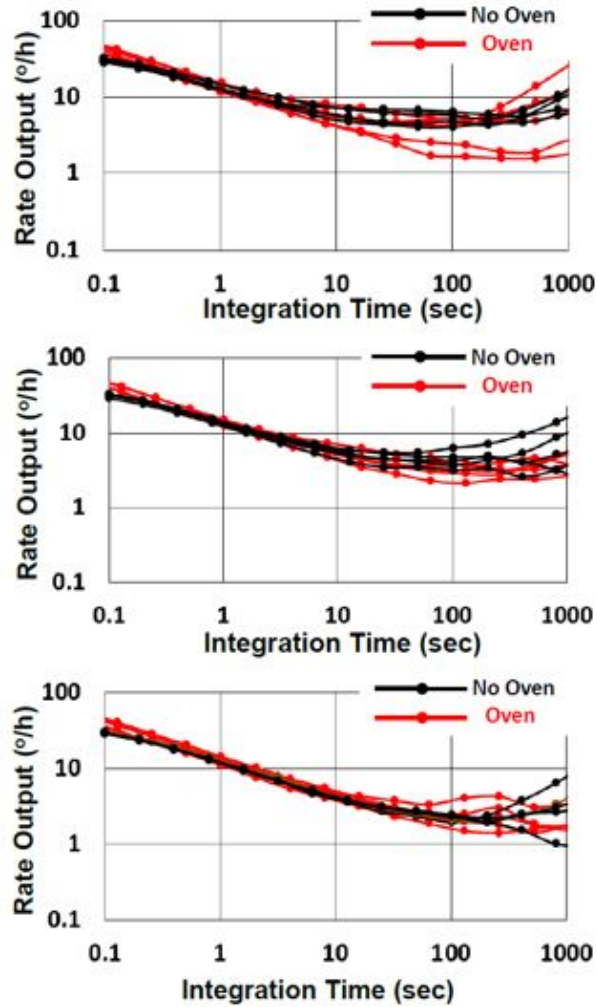 100
No Oven
Oven
10
1
0.1
Rate Output (º/h)
0.1 1 10 100 1000
Integration Time (sec)
100
No Oven
Oven
10
1
0.1
Rate Output (º/h)
0.1 1 10 100 1000
Integration Time (sec)
100
No Oven
Oven
10
1
0.1
Rate Output (º/h)
0.1 1 10 100 1000
Integration Time (sec)